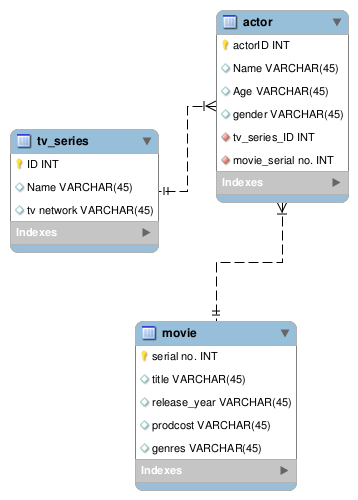 actor
actorID INT
Name VARCHAR(45)
Age VARCHAR(45)
gender VARCHAR(45)
tv_series_ID INT
movie_serial no. INT
Indexes
tv_series
ID INT
Name VARCHAR(45)
tv network VARCHAR(45)
Indexes
movie
serial no. INT
title VARCHAR(45)
release_year VARCHAR(45)
prodcost VARCHAR(45)
genres VARCHAR(45)
Indexes